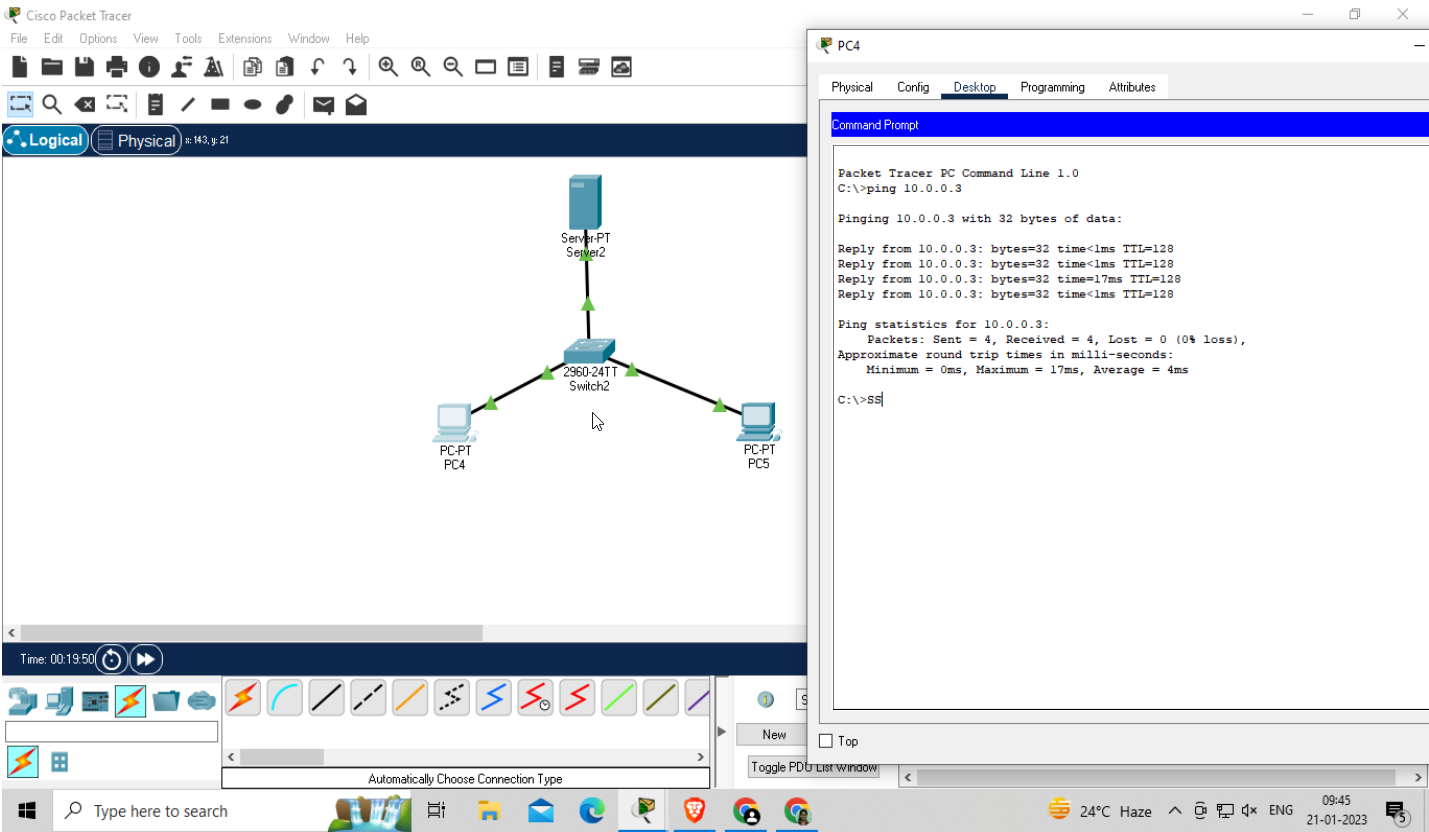 Cisco Packet Tracer
File Edit Options View Tools Extensions Window Help
Logical Physical x: 143, y: 21
Server-PT
Server2
2960-24TT
Switch2
PC-PT
PC4
PC-PT
PC5
Time: 00:19:50
Automatically Choose Connection Type
New
Toggle PDU List Window
PC4
Physical Config Desktop Programming Attributes
Command Prompt
Packet Tracer PC Command Line 1.0
C:\>ping 10.0.0.3
Pinging 10.0.0.3 with 32 bytes of data:
Reply from 10.0.0.3: bytes=32 time<1ms TTL=128
Reply from 10.0.0.3: bytes=32 time<1ms TTL=128
Reply from 10.0.0.3: bytes=32 time=17ms TTL=128
Reply from 10.0.0.3: bytes=32 time<1ms TTL=128
Ping statistics for 10.0.0.3:
Packets: Sent = 4, Received = 4, Lost = 0 (0% loss),
Approximate round trip times in milli-seconds:
Minimum = 0ms, Maximum = 17ms, Average = 4ms
C:\>SS
Top
Type here to search
24°C Haze
ENG
09:45
21-01-2023
5